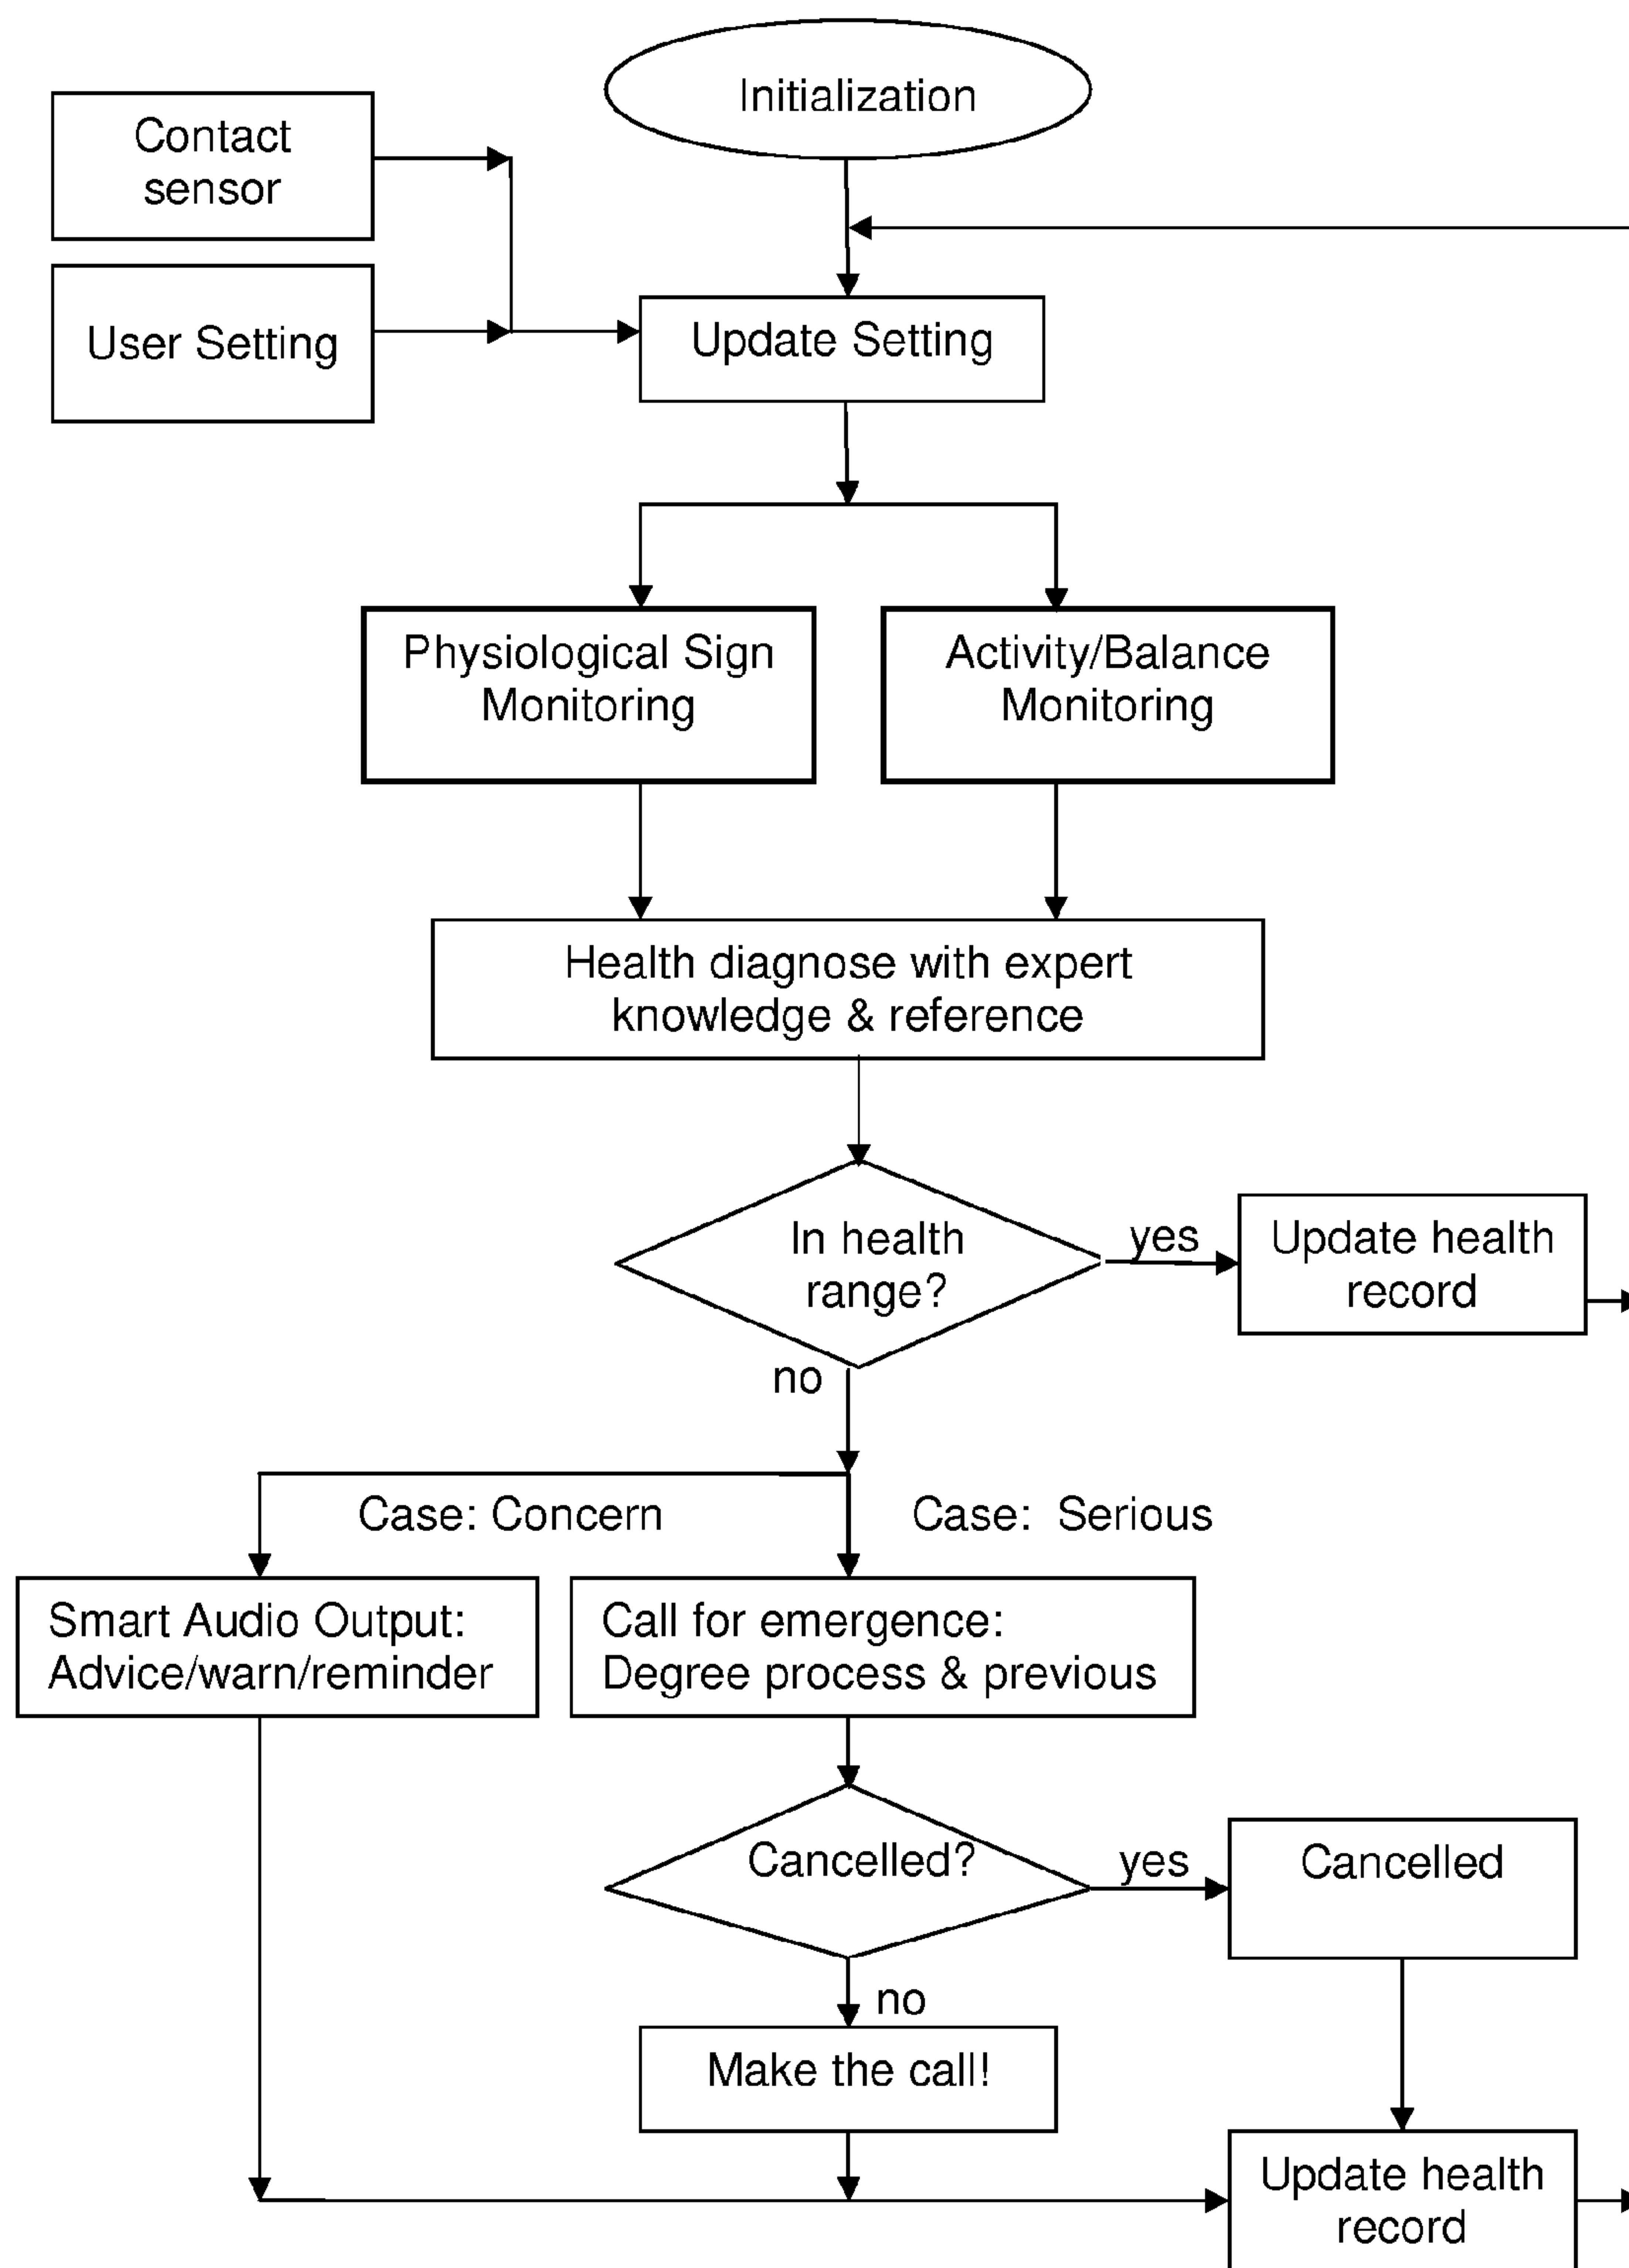 Initialization
Contact
sensor
User Setting
Update Setting
Physiological Sign
Monitoring
Activity/Balance
Monitoring
Health diagnose with expert
knowledge & reference
In health
range?
yes
Update health
record
no
Case: Concern
Case: Serious
Smart Audio Output:
Advice/warn/reminder
Call for emergence:
Degree process & previous
Cancelled?
yes
Cancelled
no
Make the call!
Update health
record